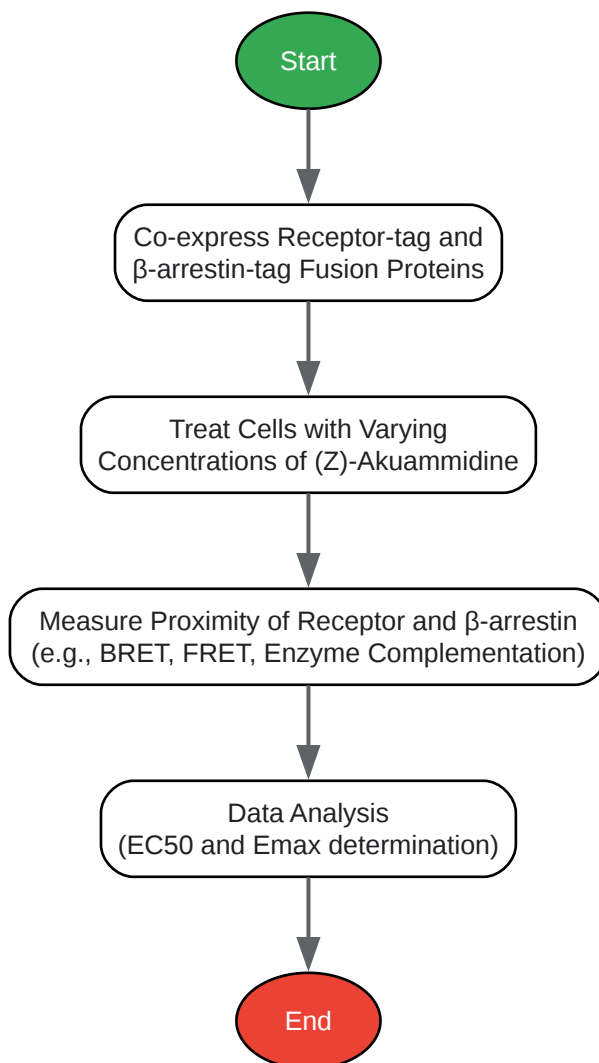 Start
Co-express Receptor-tag and
β-arrestin-tag Fusion Proteins
Treat Cells with Varying
Concentrations of (Z)-Akuammidine
Measure Proximity of Receptor and β-arrestin
(e.g., BRET, FRET, Enzyme Complementation)
Data Analysis
(EC50 and Emax determination)
End